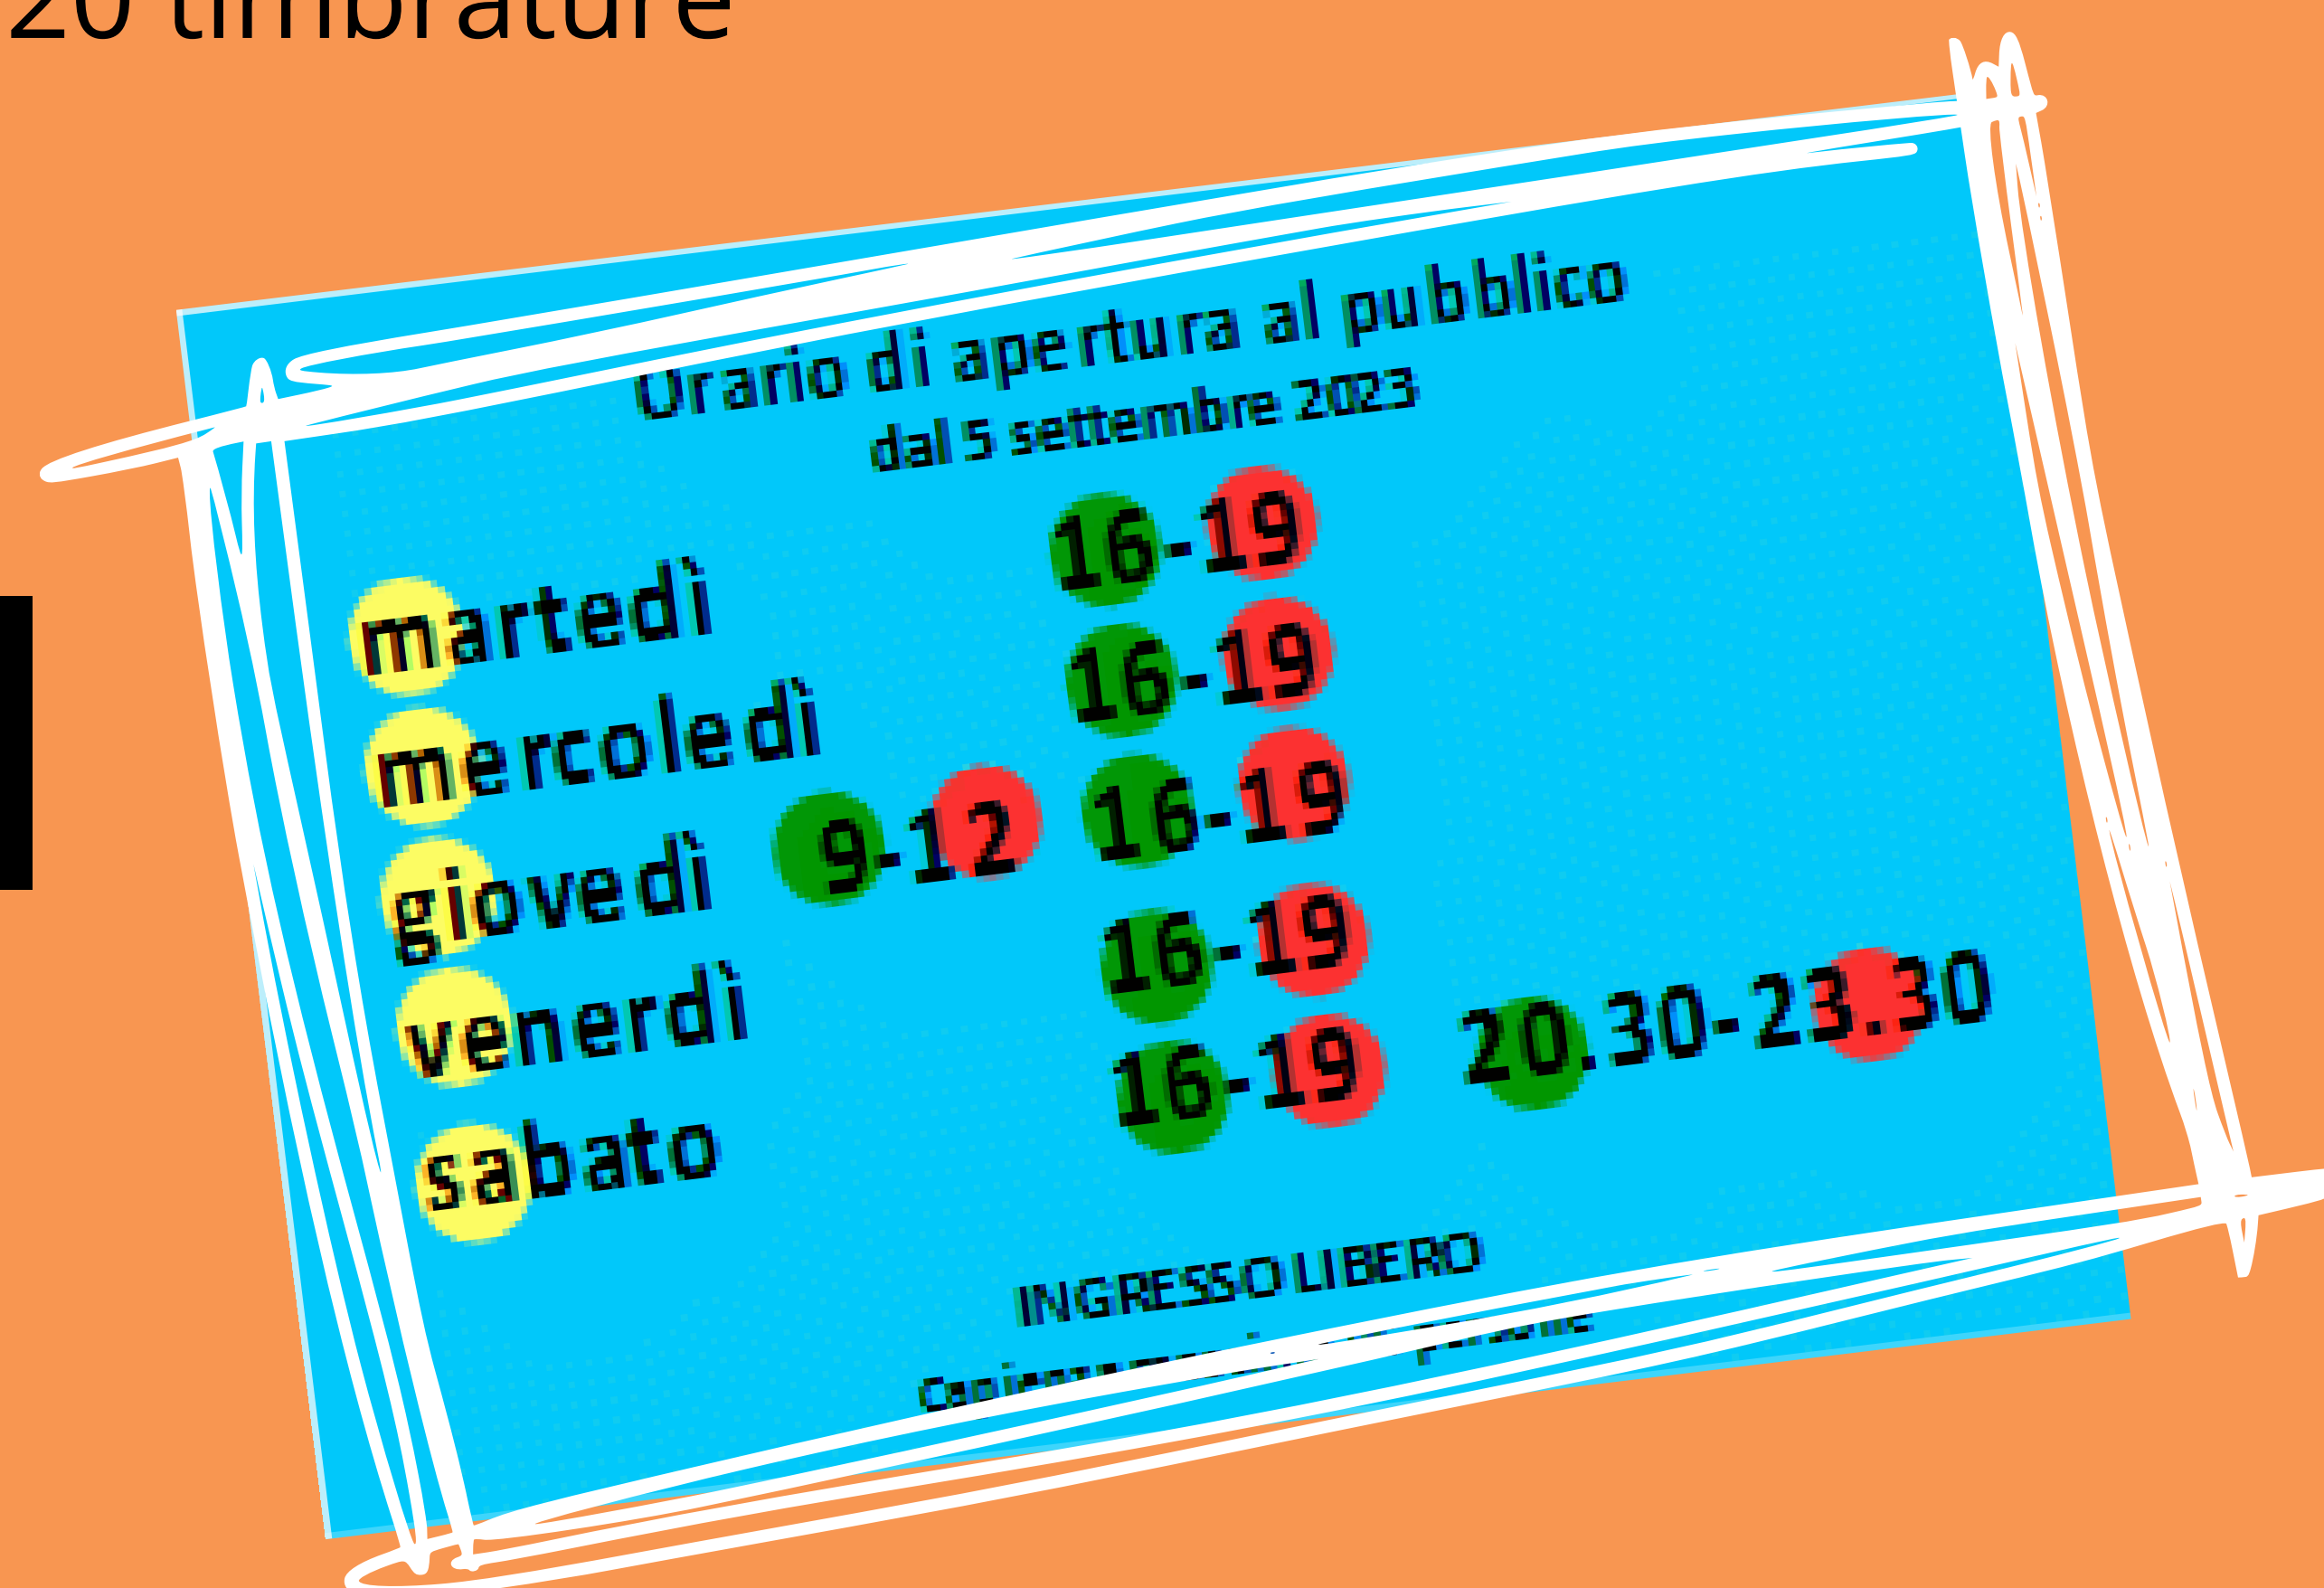 20 timbrature
Orario di apertura al pubblico
dal 5 settembre 2023
martedì 16-19
mercoledì 16-19
giovedì 9-12 16-19
venerdì 16-19
sabato 16-19 20.30-23.30
INGRESSO LIBERO